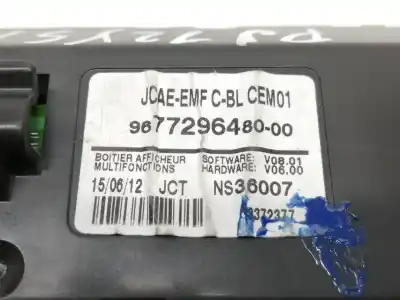 JCAE-EMF C-BL CEM01
9677296480-00
BOITIER AFFICHEUR SOFTWARE: V08.01
MULTIFONCTIONS HARDWARE: V06.00
15/06/12 JCT NS36007